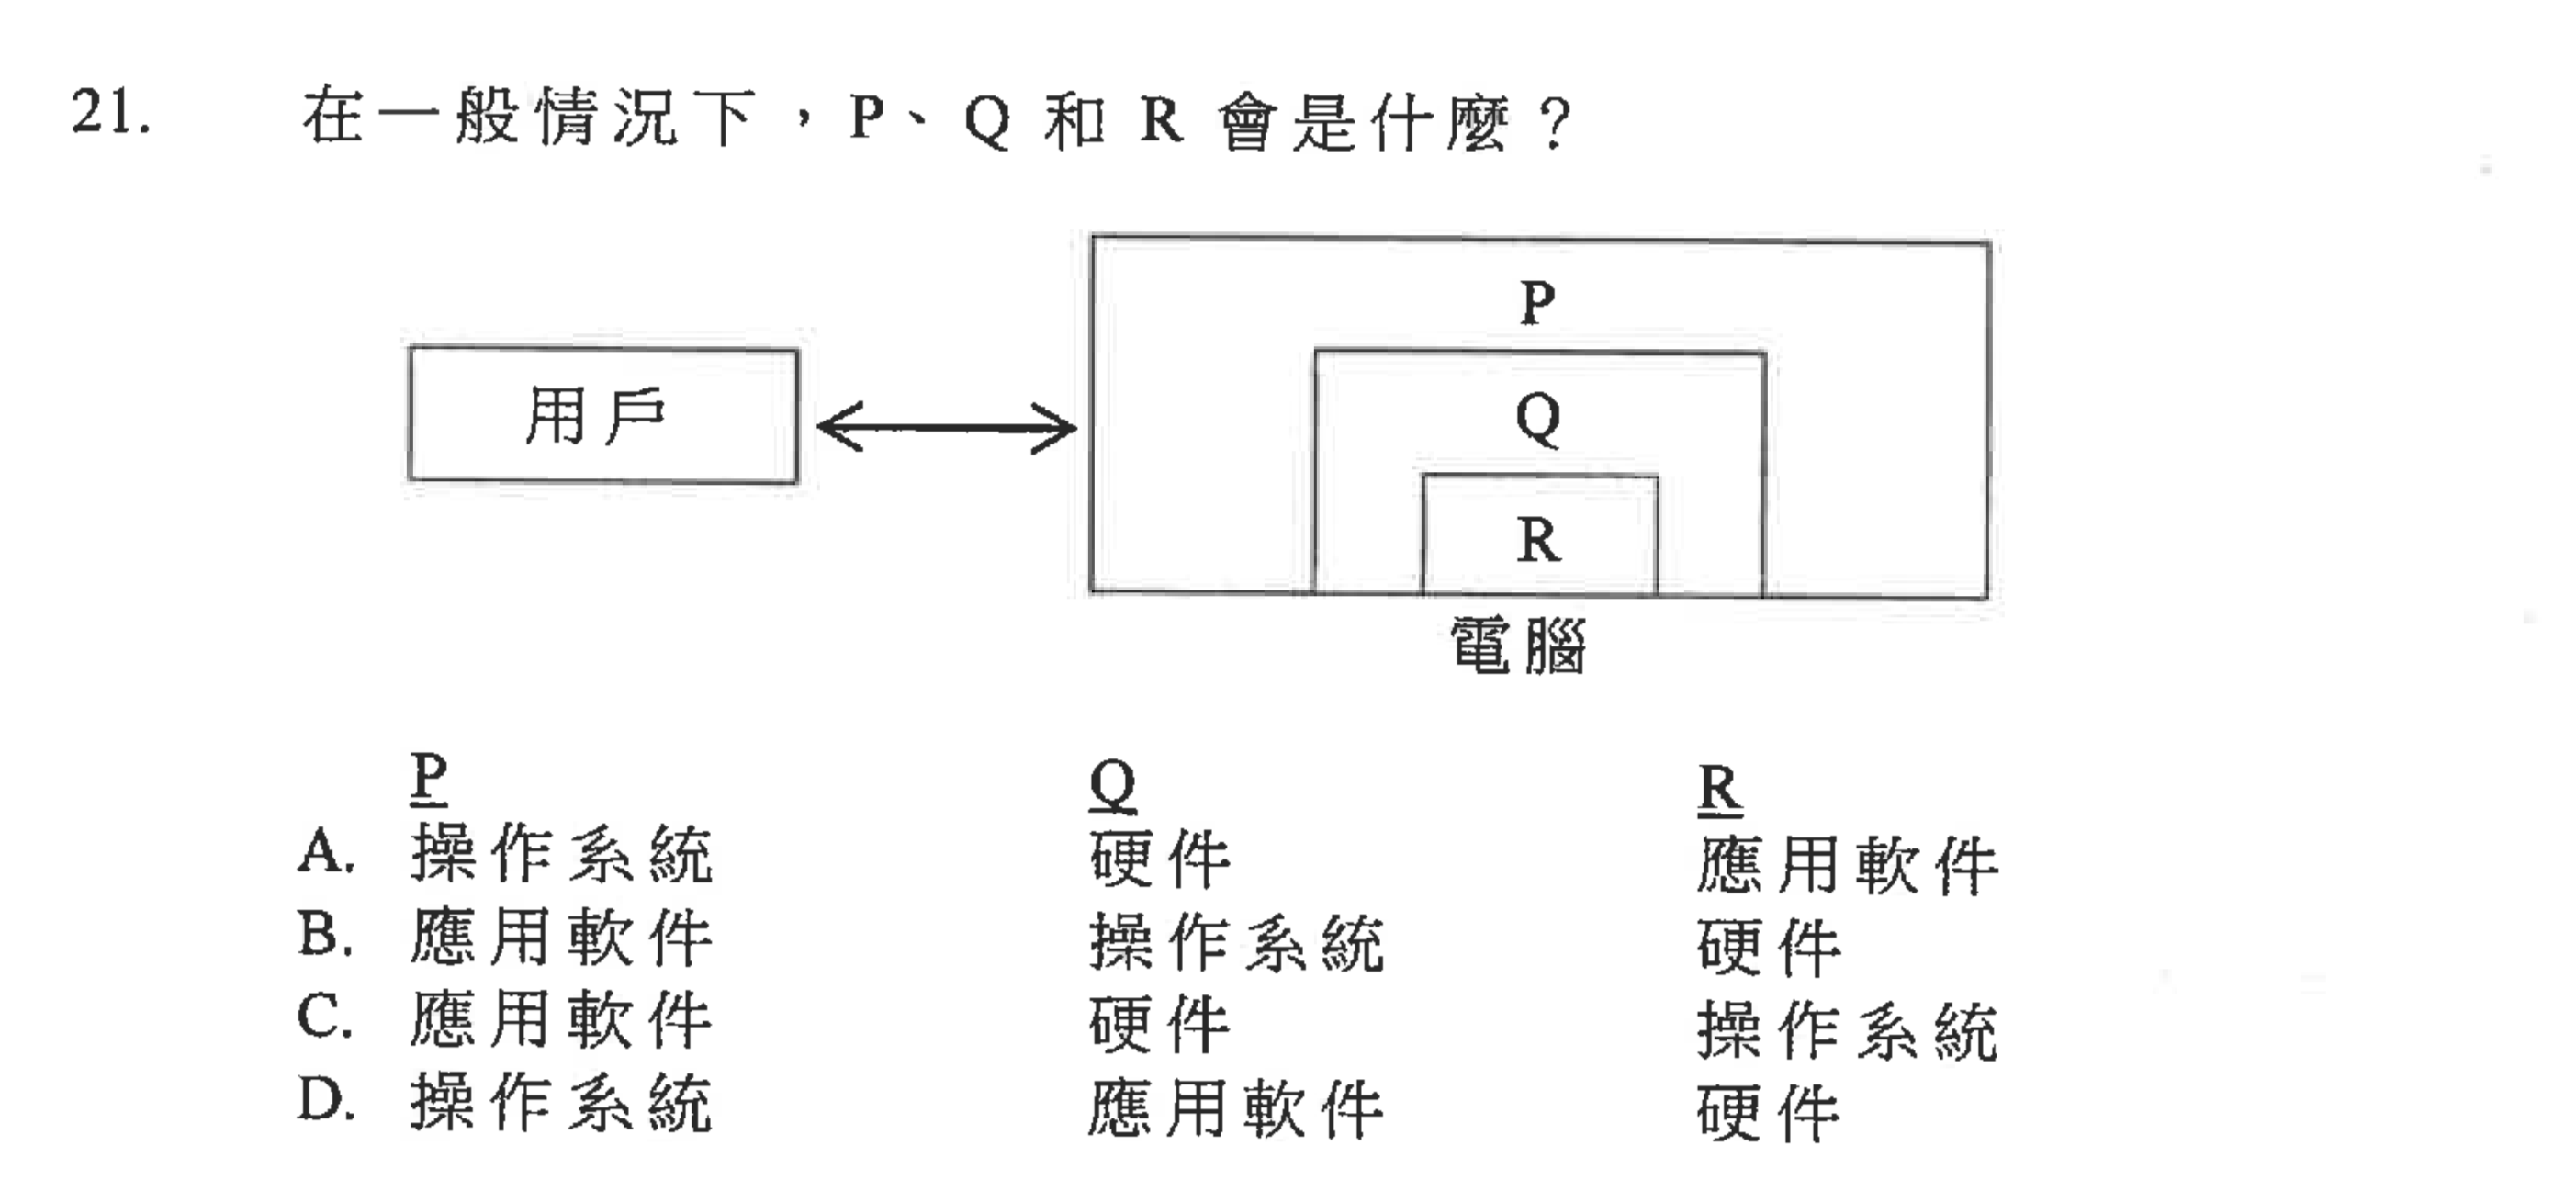 21. 在一般情況下，P、Q 和 R 會是什麼？
P
用戶
Q
R
電腦
P Q R
A. 操作系統 硬件 應用軟件
B. 應用軟件 操作系統 硬件
C. 應用軟件 硬件 操作系統
D. 操作系統 應用軟件 硬件